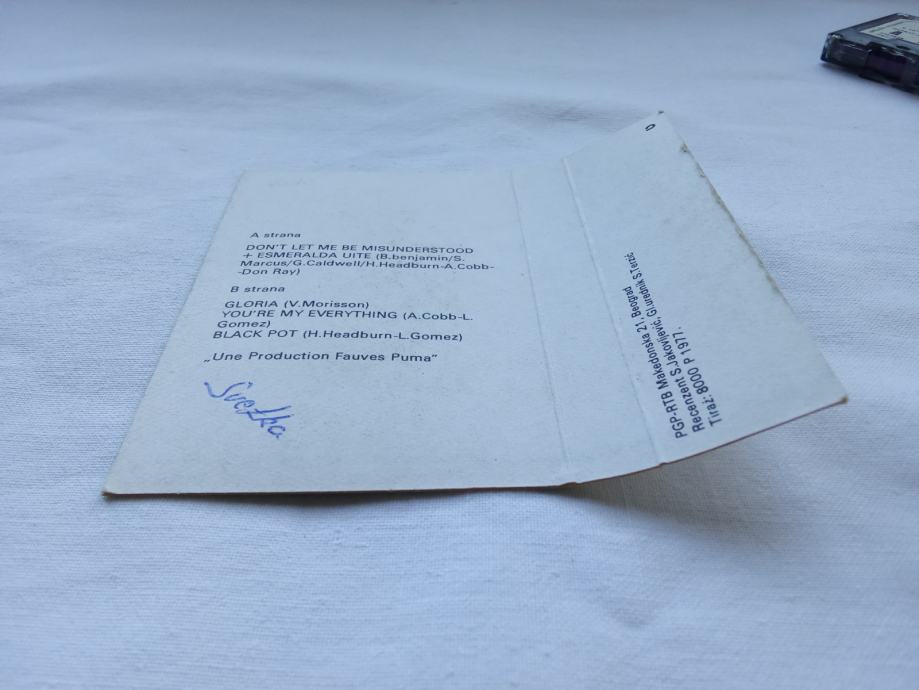 A strana
DON'T LET ME BE MISUNDERSTOOD
+ ESMERALDA UITE (B.benjamin/S.
Marcus/G.Caldwell/H.Headburn-A.Cobb-
-Don Ray)
B strana
GLORIA (V.Morisson)
YOU'RE MY EVERYTHING (A.Cobb-L.
Gomez)
BLACK POT (H.Headburn-L.Gomez)
„Une Production Fauves Puma"
Svetka
PGP-RTB Makedonska 21, Beograd
Recenzent S.Jakovljević, Gl.urednik S.Terzić
Tiraž: 8000 P 1977.